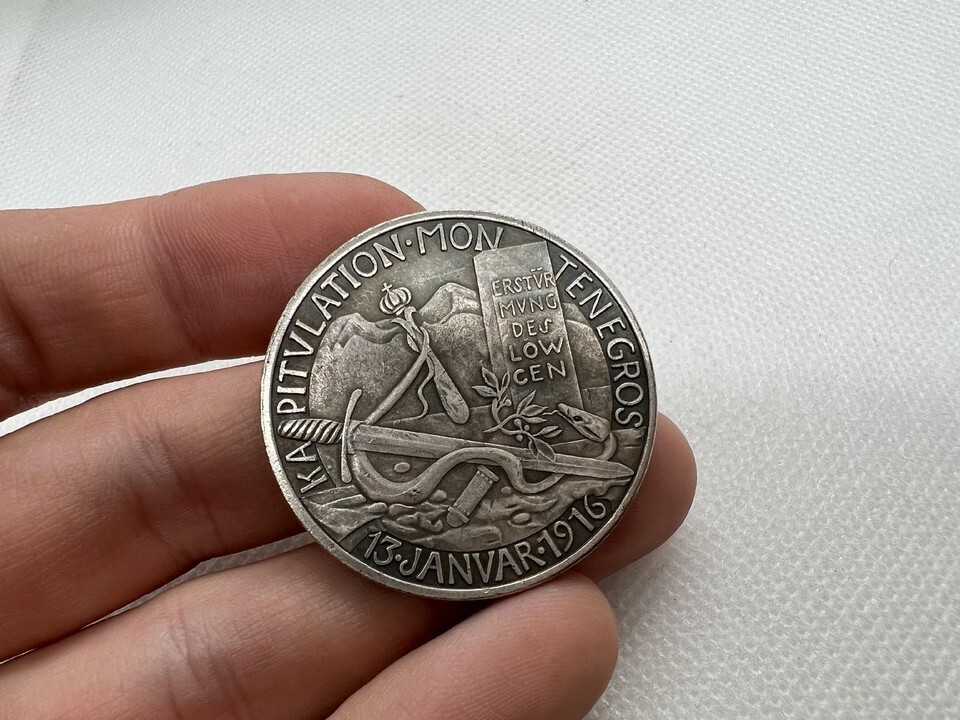 KAPITVLATION·MONTENEGROS
ERSTÜR
MVNG
DES
LOW
CEN
13·JANVAR·1916